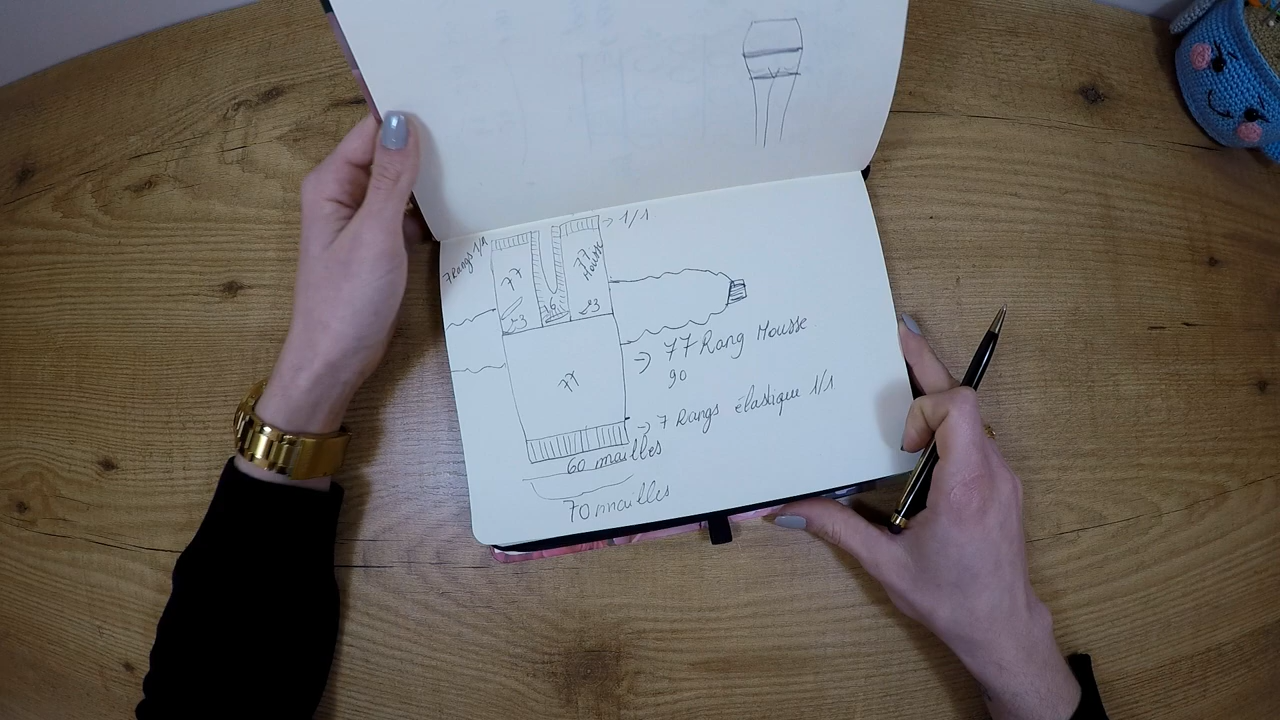 7 Rangs 1/1
→ 1/1
77
77 Mousse
23
16
23
→ 77 Rang Mousse
90
77
→ 7 Rangs élastique 1/1
60 mailles
70 mailles